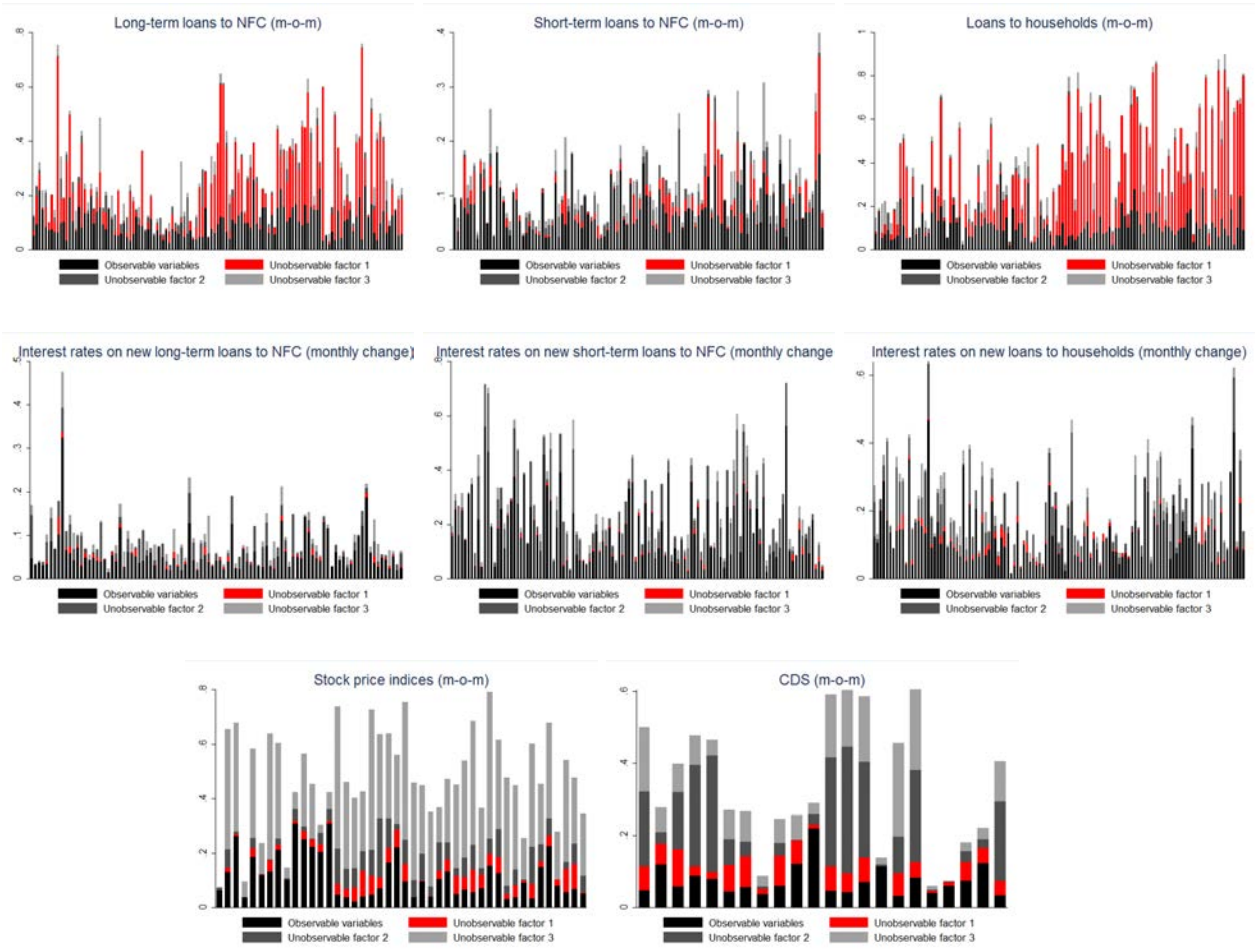 Long-term loans to NFC (m-o-m)
0 .2 .4 .6 .8
Observable variables Unobservable factor 1
Unobservable factor 2 Unobservable factor 3
Short-term loans to NFC (m-o-m)
0 .1 .2 .3 .4
Observable variables Unobservable factor 1
Unobservable factor 2 Unobservable factor 3
Loans to households (m-o-m)
0 .2 .4 .6 .8 1
Observable variables Unobservable factor 1
Unobservable factor 2 Unobservable factor 3
Interest rates on new long-term loans to NFC (monthly change)
0 .1 .2 .3 .4 .5
Observable variables Unobservable factor 1
Unobservable factor 2 Unobservable factor 3
Interest rates on new short-term loans to NFC (monthly change
0 .2 .4 .6 .8
Observable variables Unobservable factor 1
Unobservable factor 2 Unobservable factor 3
Interest rates on new loans to households (monthly change)
0 .2 .4 .6
Observable variables Unobservable factor 1
Unobservable factor 2 Unobservable factor 3
Stock price indices (m-o-m)
0 .2 .4 .6 .8
Observable variables Unobservable factor 1
Unobservable factor 2 Unobservable factor 3
CDS (m-o-m)
0 .2 .4 .6
Observable variables Unobservable factor 1
Unobservable factor 2 Unobservable factor 3